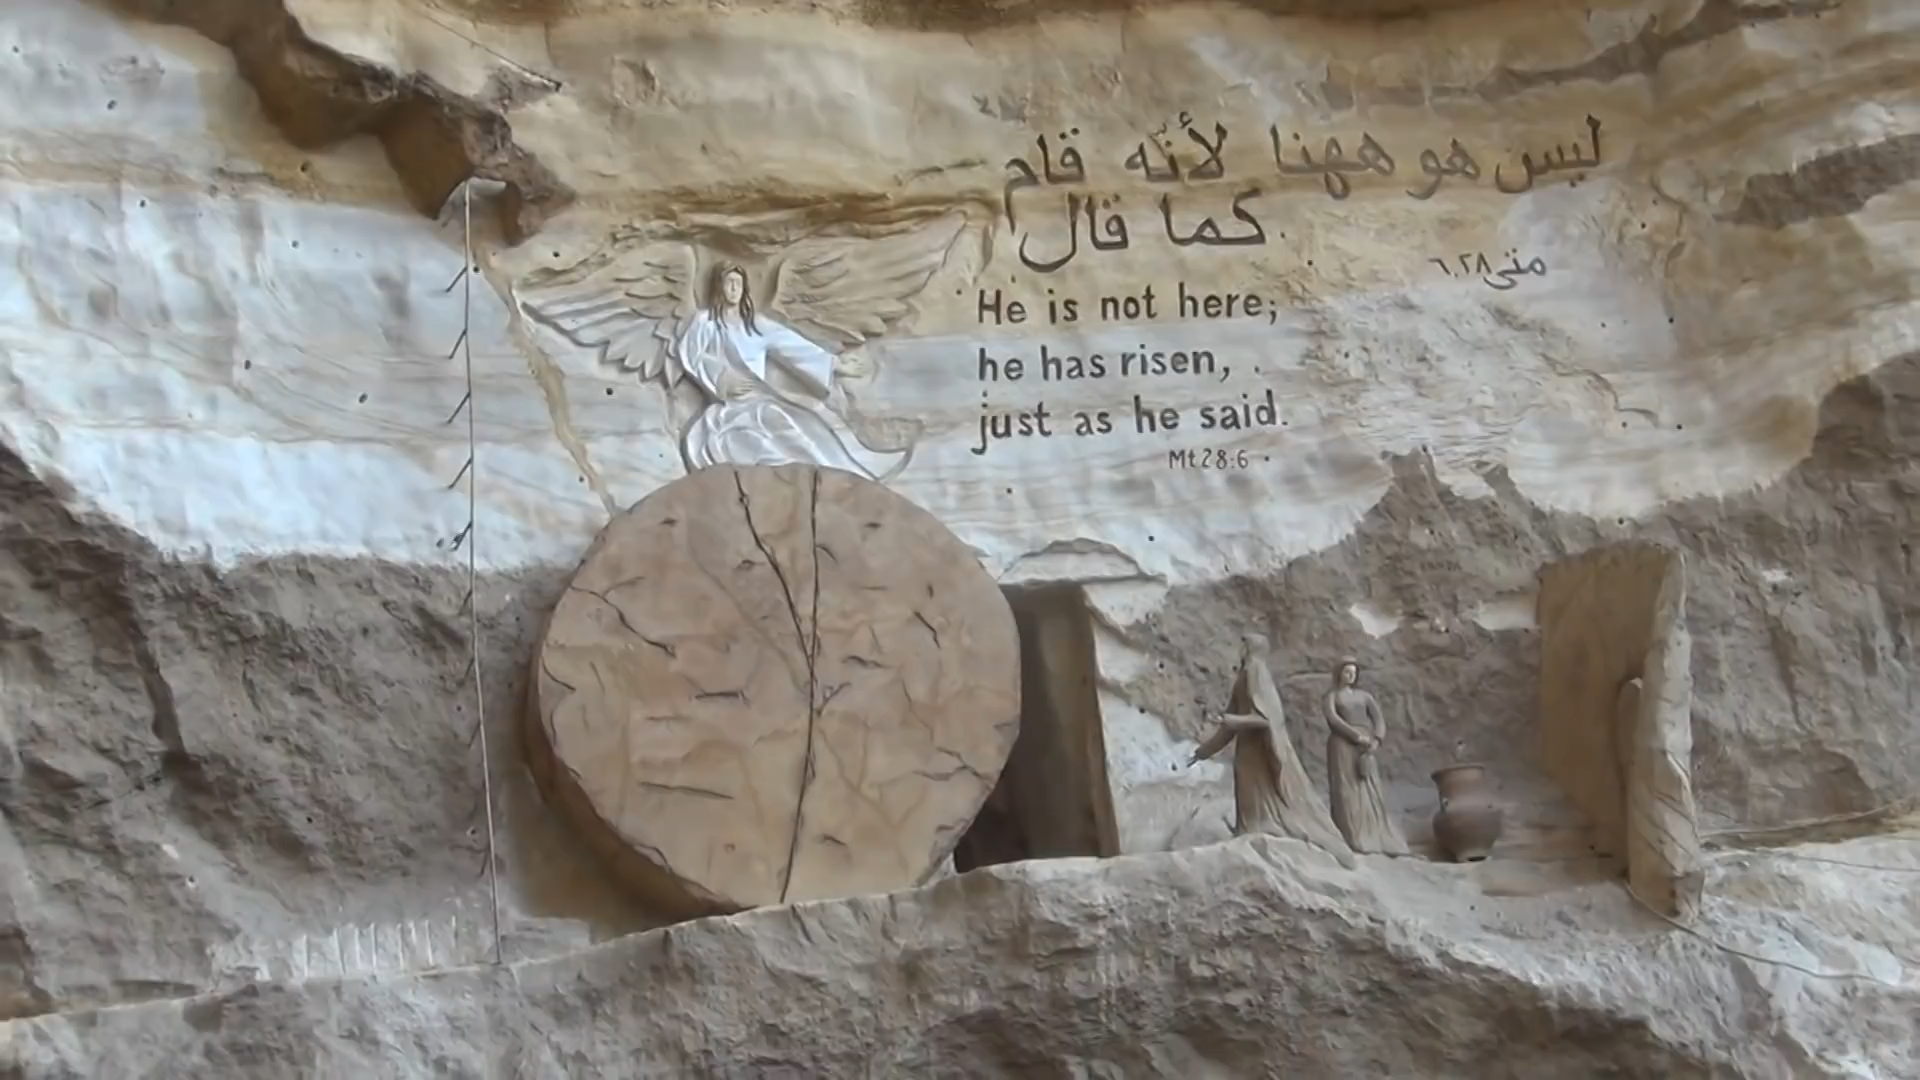 ليس هو ههنا لأنّه قام
كما قال
متى ٦.٢٨
He is not here;
he has risen,
just as he said.
Mt 28:6